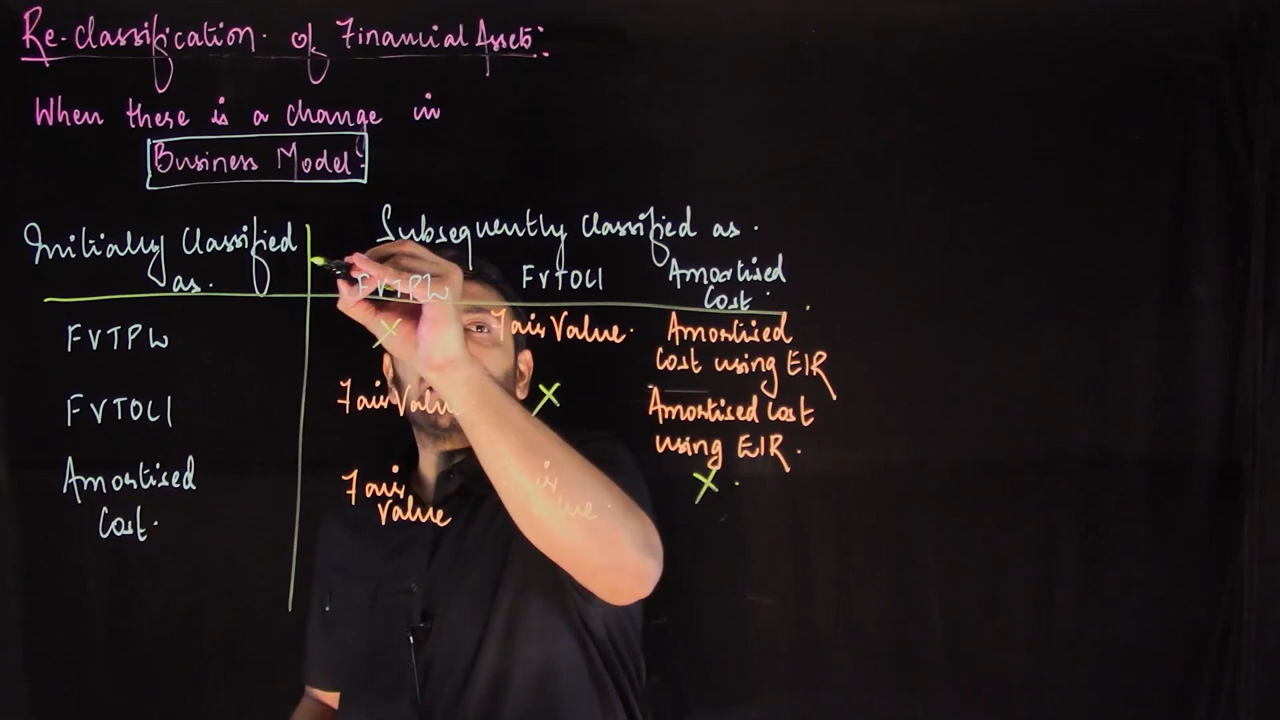 Re-classification of Financial Assets:
When there is a change in
Business Model:
Initially Classified as.
Subsequently Classified as.
FVTPL FVTOCI Amortised Cost.
FVTPL X Fair Value. Amortised Cost using EIR
FVTOCI Fair Value X Amortised Cost using EIR.
Amortised Cost. Fair Value Fair Value. X.